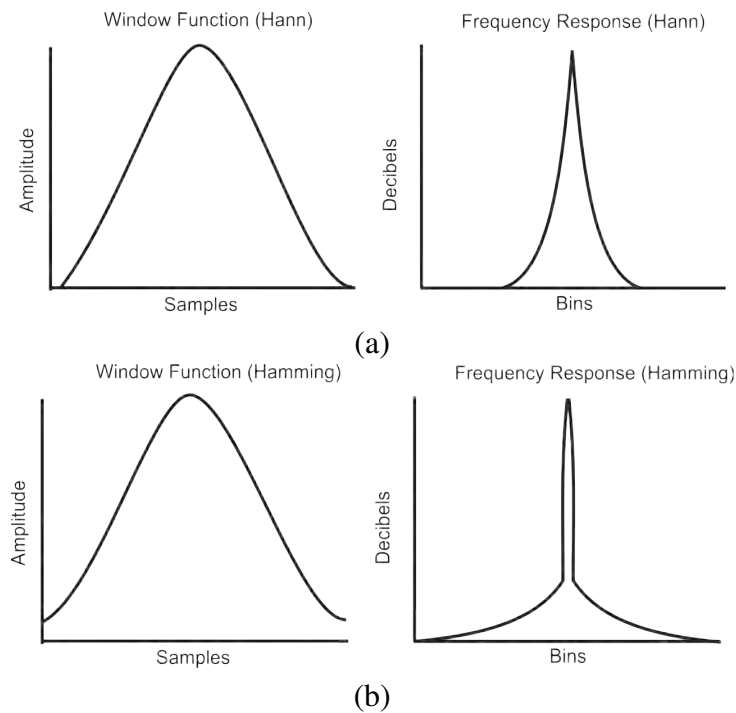 Window Function (Hann)
Frequency Response (Hann)
Amplitude
Decibels
Samples
Bins
(a)
Window Function (Hamming)
Frequency Response (Hamming)
Amplitude
Decibels
Samples
Bins
(b)